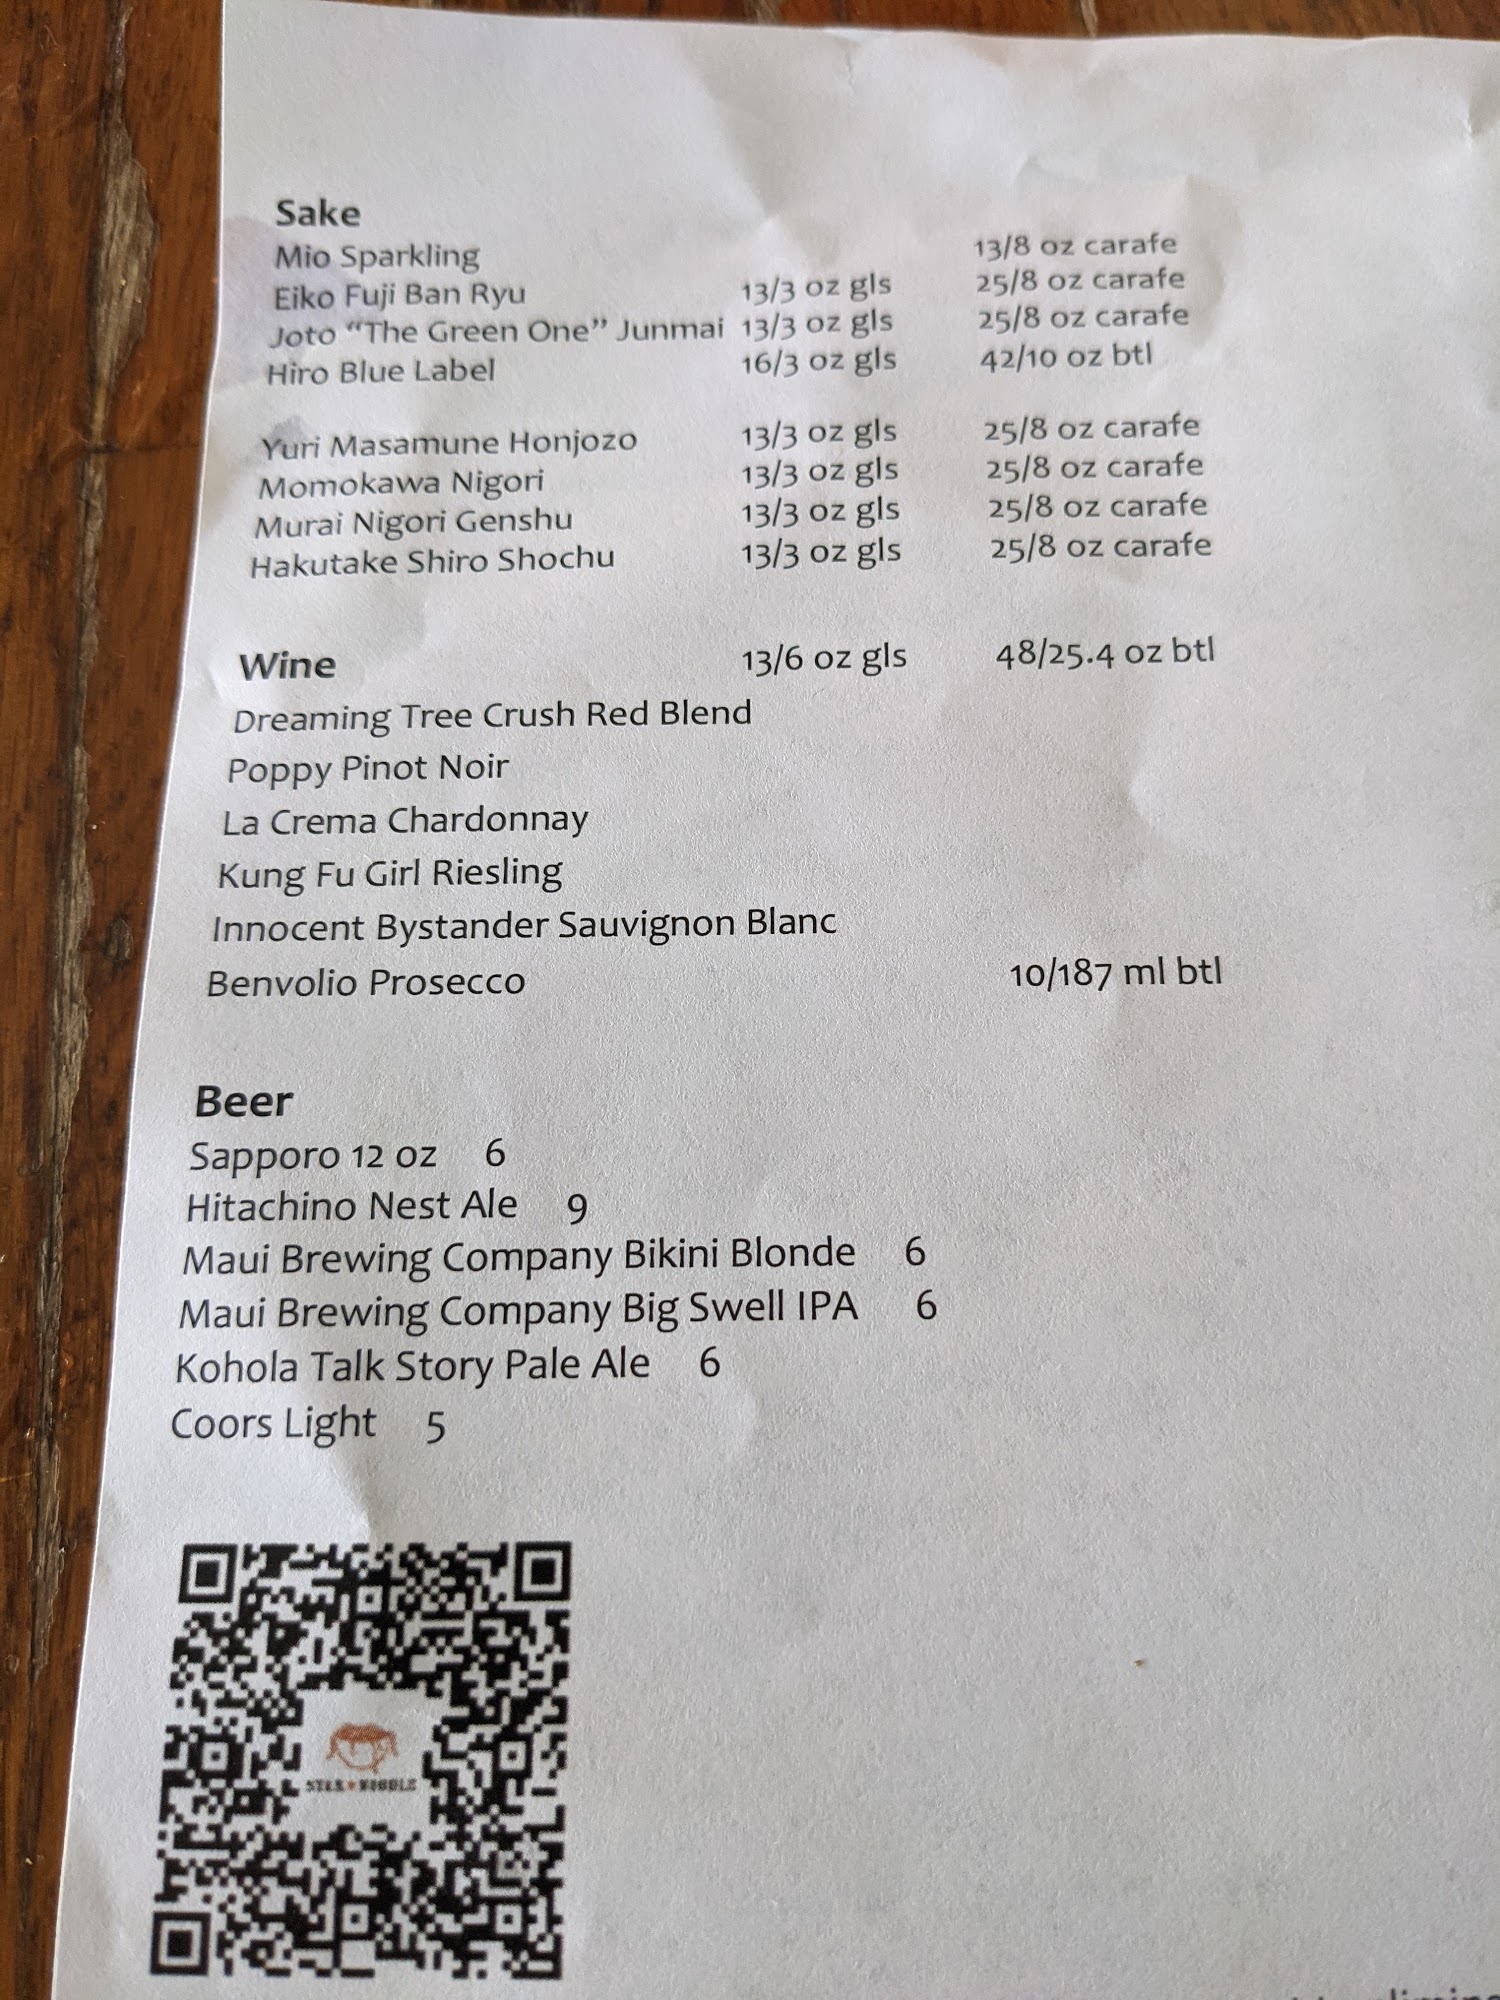 Sake
Mio Sparkling 13/8 oz carafe
Eiko Fuji Ban Ryu 13/3 oz gls 25/8 oz carafe
Joto “The Green One” Junmai 13/3 oz gls 25/8 oz carafe
Hiro Blue Label 16/3 oz gls 42/10 oz btl
Yuri Masamune Honjozo 13/3 oz gls 25/8 oz carafe
Momokawa Nigori 13/3 oz gls 25/8 oz carafe
Murai Nigori Genshu 13/3 oz gls 25/8 oz carafe
Hakutake Shiro Shochu 13/3 oz gls 25/8 oz carafe
Wine 13/6 oz gls 48/25.4 oz btl
Dreaming Tree Crush Red Blend
Poppy Pinot Noir
La Crema Chardonnay
Kung Fu Girl Riesling
Innocent Bystander Sauvignon Blanc
Benvolio Prosecco 10/187 ml btl
Beer
Sapporo 12 oz 6
Hitachino Nest Ale 9
Maui Brewing Company Bikini Blonde 6
Maui Brewing Company Big Swell IPA 6
Kohola Talk Story Pale Ale 6
Coors Light 5